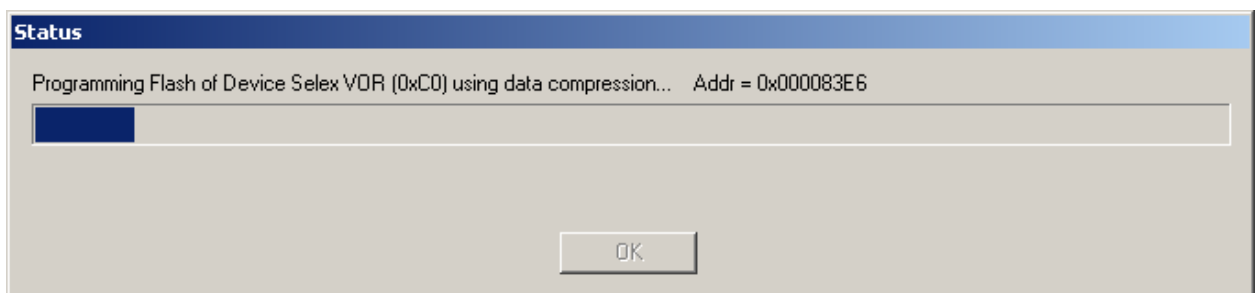 Status
Programming Flash of Device Selex VOR (0xC0) using data compression... Addr = 0x000083E6
OK